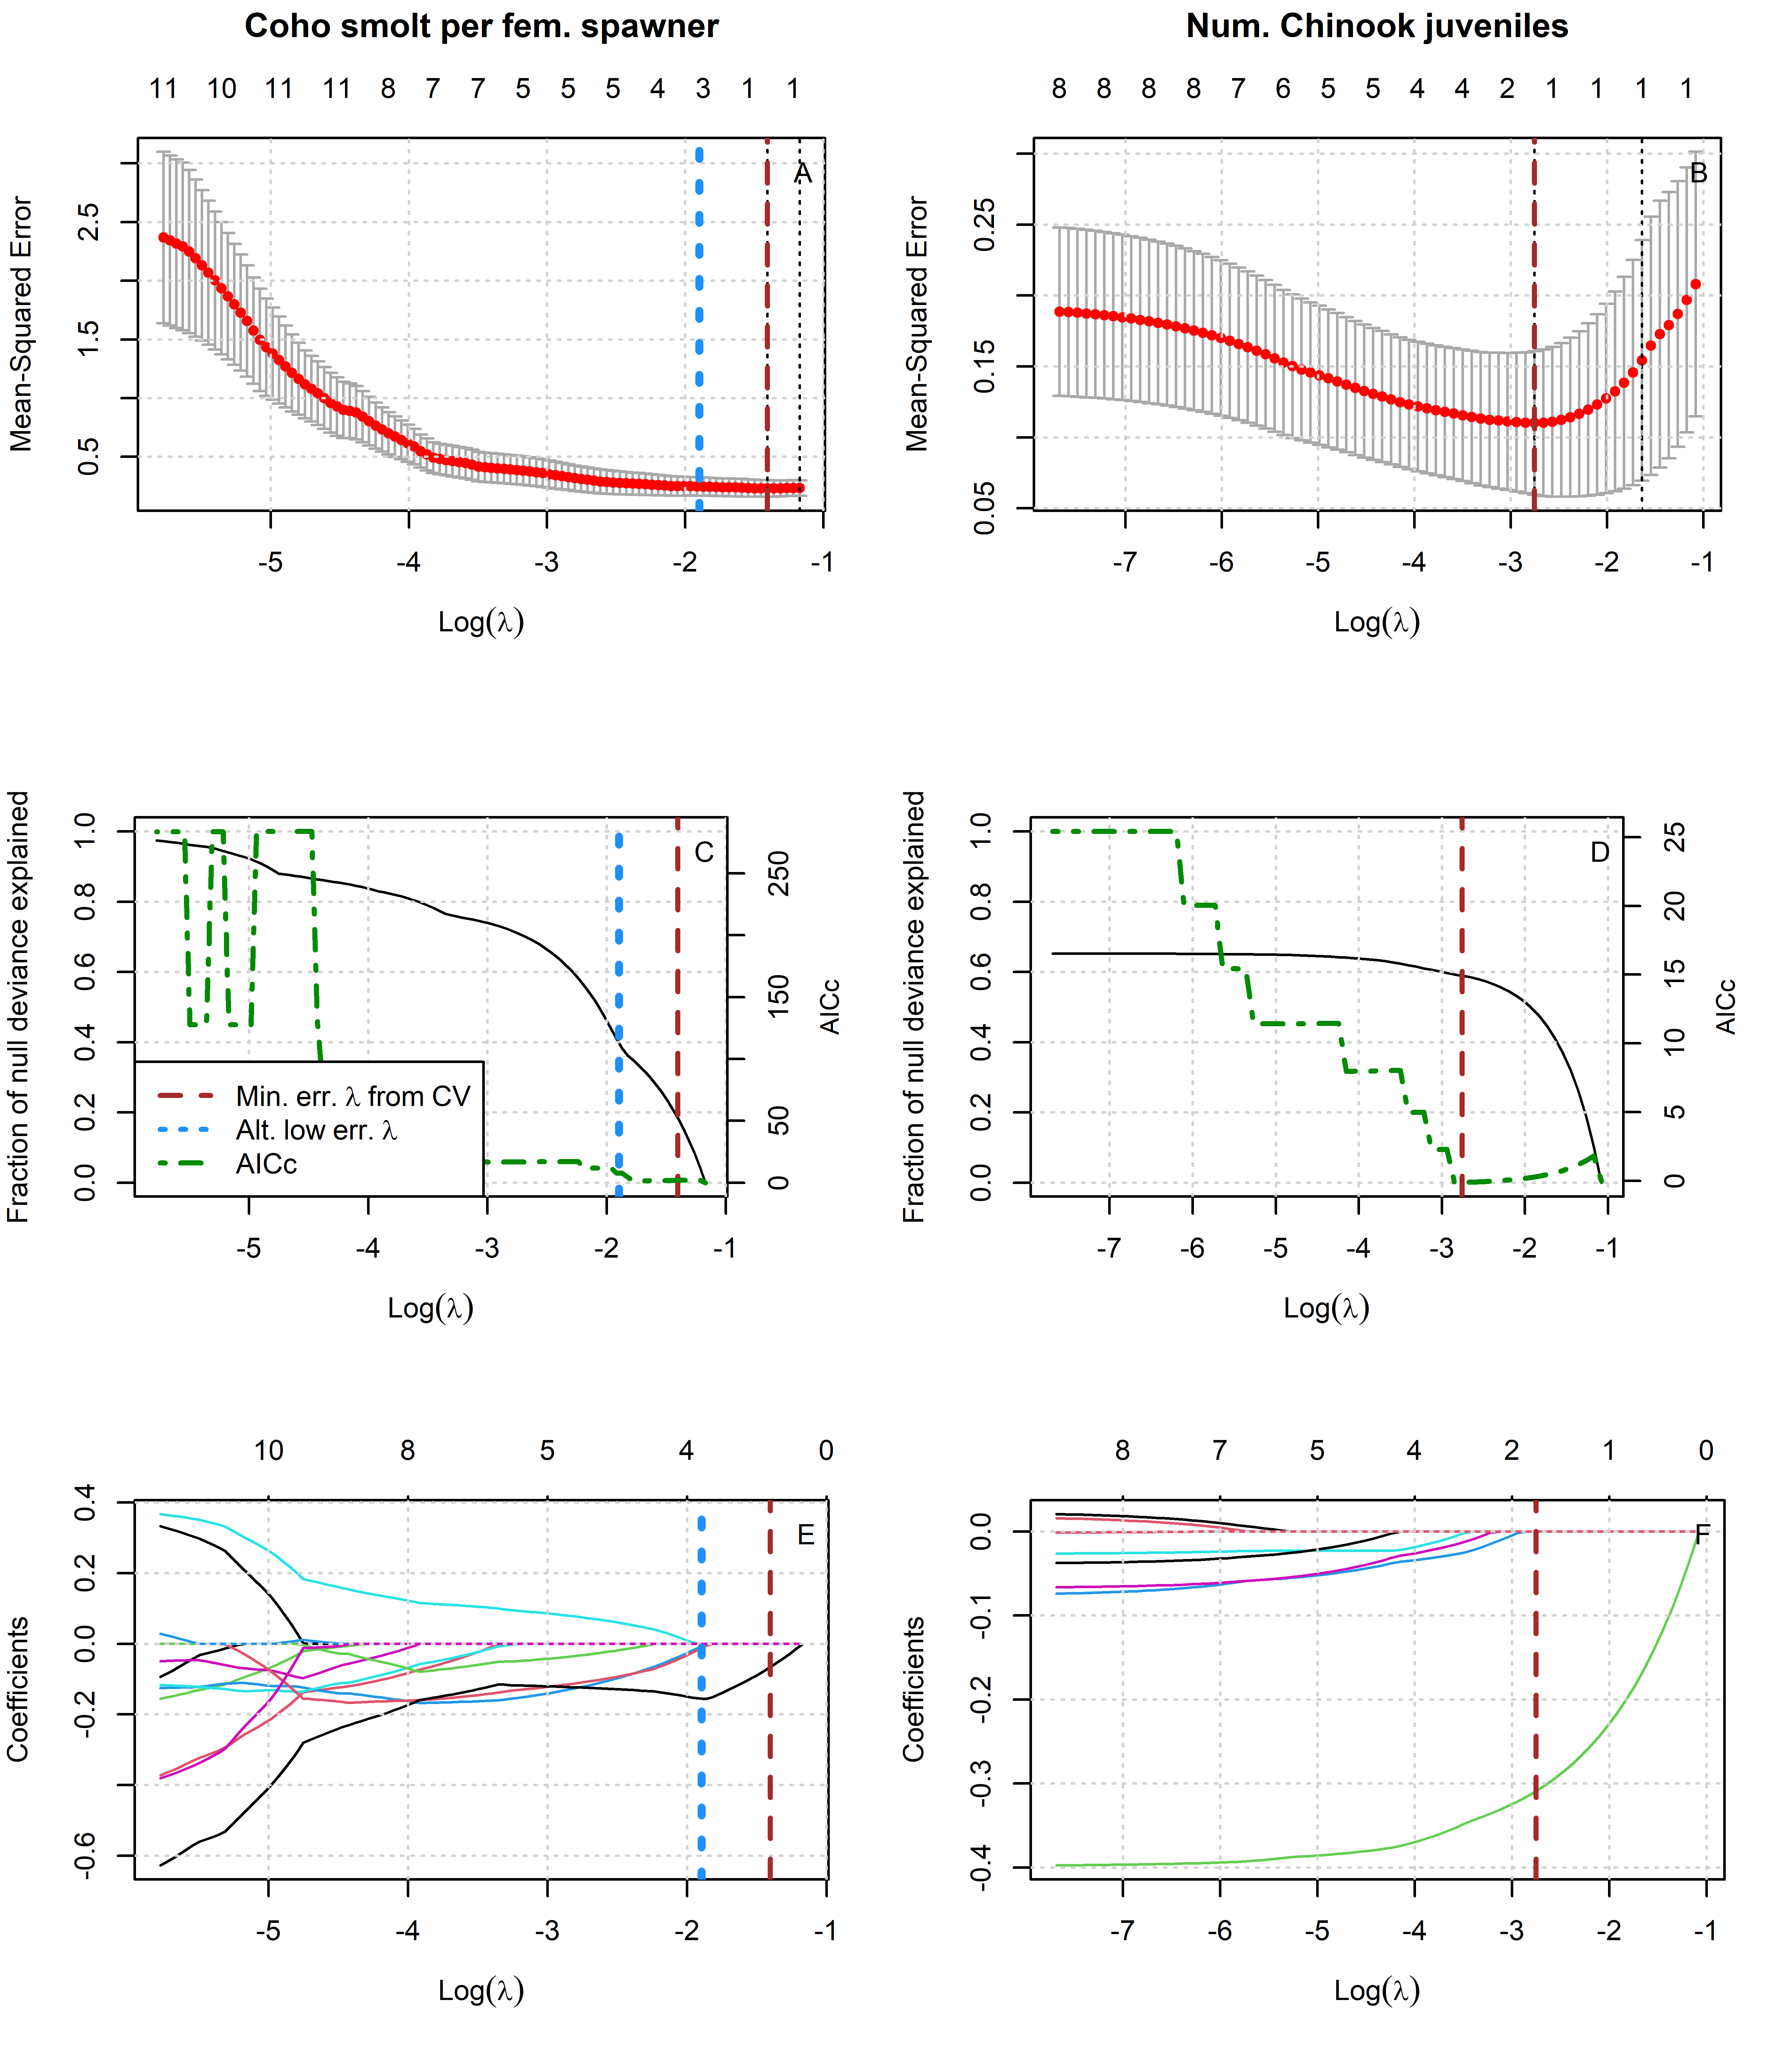 Coho smolt per fem. spawner
Num. Chinook juveniles
11 10 11 11 8 7 7 5 5 5 4 3 1 1
8 8 8 8 7 6 5 5 4 4 2 1 1 1 1
A
B
Mean-Squared Error
0.5 1.5 2.5
Mean-Squared Error
0.05 0.15 0.25
-5 -4 -3 -2 -1
-7 -6 -5 -4 -3 -2 -1
Log(λ)
Log(λ)
C
D
Fraction of null deviance explained
0.0 0.2 0.4 0.6 0.8 1.0
0 50 150 250
AICc
Fraction of null deviance explained
0.0 0.2 0.4 0.6 0.8 1.0
0 5 10 15 20 25
AICc
Min. err. λ from CV
Alt. low err. λ
AICc
-5 -4 -3 -2 -1
-7 -6 -5 -4 -3 -2 -1
Log(λ)
Log(λ)
10 8 5 4 0
8 7 5 4 2 1 0
E
F
Coefficients
-0.6 -0.2 0.0 0.2 0.4
Coefficients
-0.4 -0.3 -0.2 -0.1 0.0
-5 -4 -3 -2 -1
-7 -6 -5 -4 -3 -2 -1
Log(λ)
Log(λ)